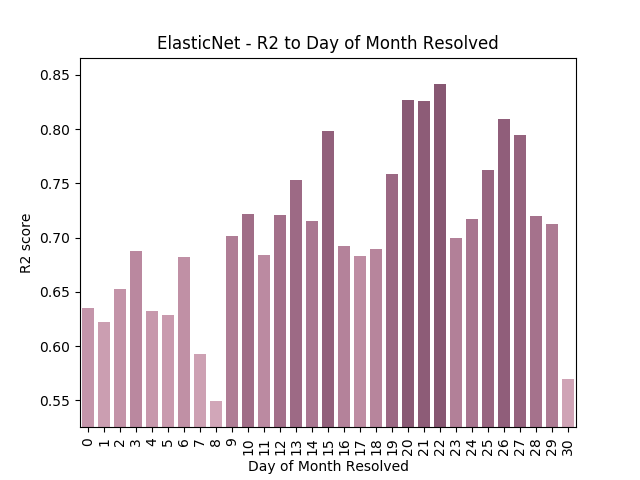 ElasticNet - R2 to Day of Month Resolved
0.85
0.80
0.75
0.70
0.65
0.60
0.55
R2 score
0 1 2 3 4 5 6 7 8 9 10 11 12 13 14 15 16 17 18 19 20 21 22 23 24 25 26 27 28 29 30
Day of Month Resolved